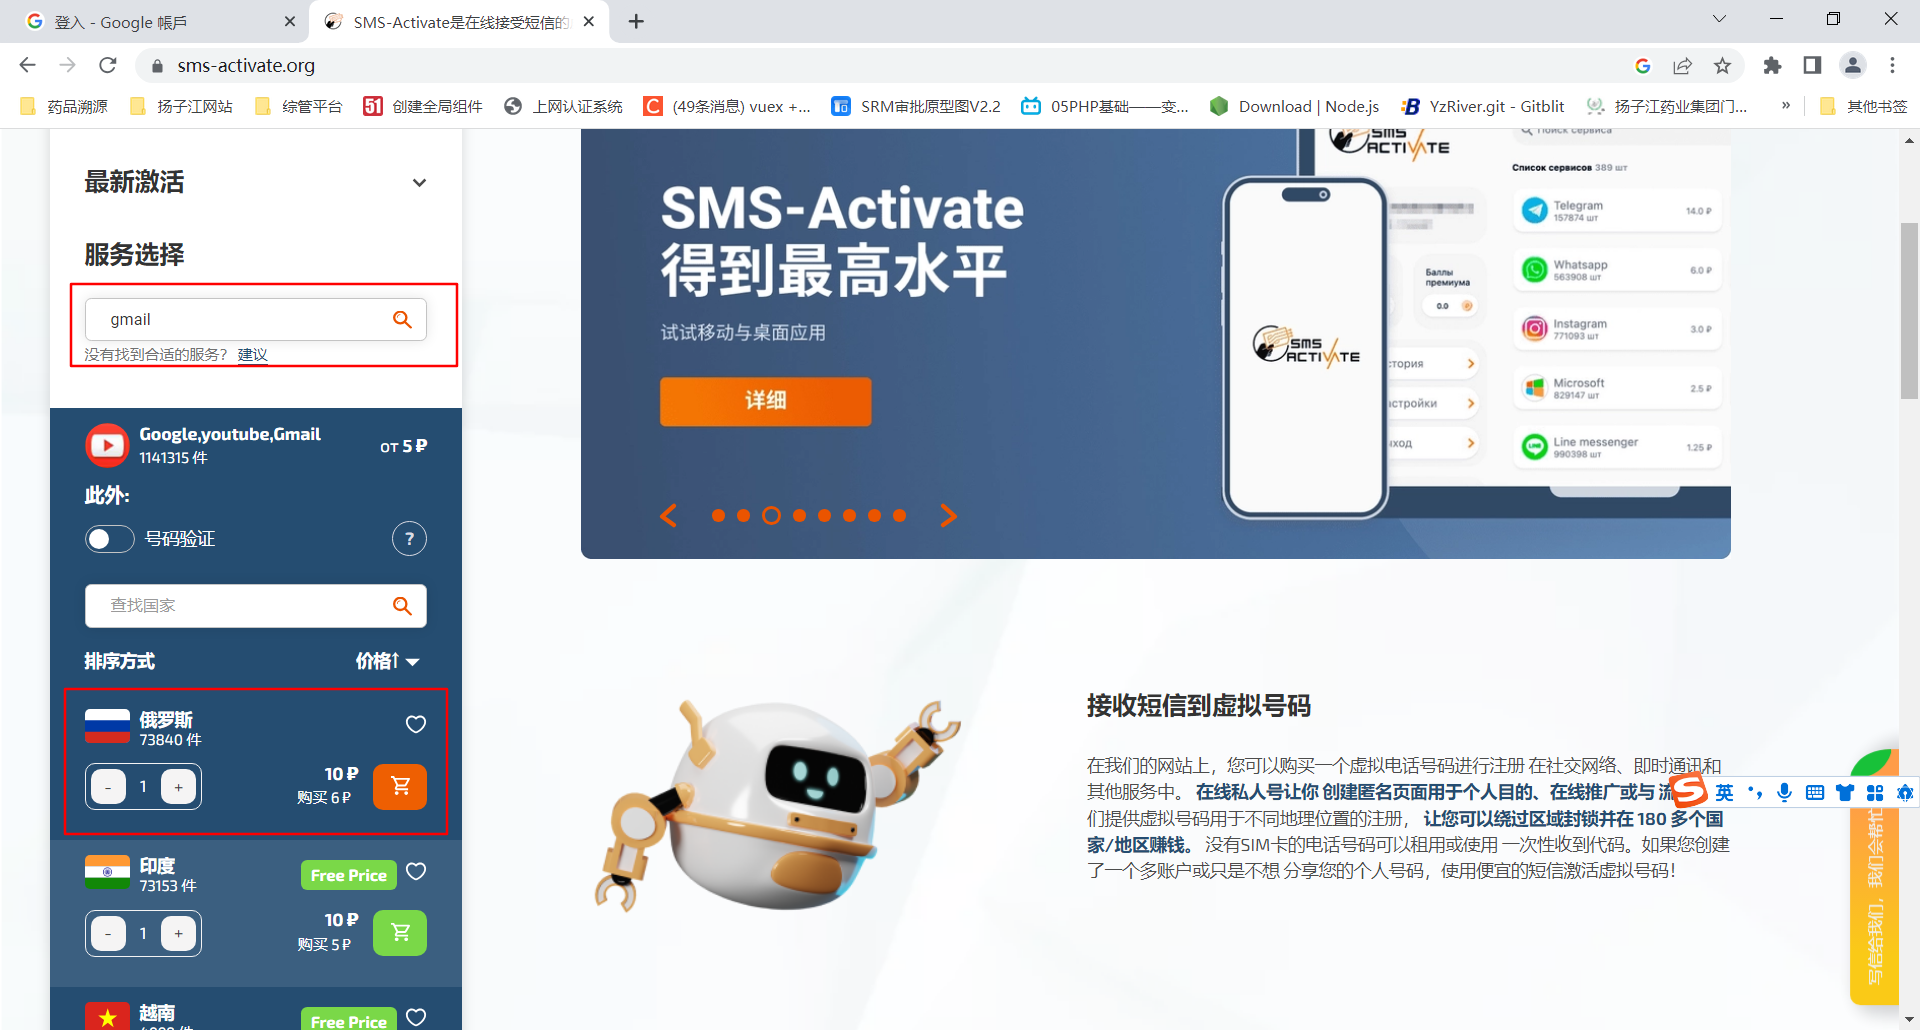 登入 - Google 帳戶
SMS-Activate是在线接受短信的
sms-activate.org
药品溯源
扬子江网站
综管平台
51
创建全局组件
上网认证系统
C
(49条消息) vuex +...
SRM审批原型图V2.2
05PHP基础——变...
Download | Node.js
YzRiver.git - Gitblit
扬子江药业集团门...
»
其他书签
最新激活
服务选择
gmail
没有找到合适的服务? 建议
Google,youtube,Gmail
1141315 件
от 5 ₽
此外:
号码验证
?
查找国家
排序方式
价格↑
俄罗斯
73840 件
- 1 +
10 ₽
购买 6 ₽
印度
73153 件
Free Price
- 1 +
10 ₽
购买 5 ₽
越南
Free Price
SMS-Activate
得到最高水平
试试移动与桌面应用
详细
SMS
ACTIVATE
SMS
ACTIVATE
Поиск сервиса
Список сервисов 389 шт
Telegram
157874 шт
14.0 ₽
Whatsapp
563908 шт
6.0 ₽
Instagram
771093 шт
3.0 ₽
Microsoft
829147 шт
2.5 ₽
Line messenger
990398 шт
1.25 ₽
Баллы
премиума
0.0
стория
астройки
ыход
接收短信到虚拟号码
在我们的网站上，您可以购买一个虚拟电话号码进行注册 在社交网络、即时通讯和
其他服务中。 在线私人号让你 创建匿名页面用于个人目的、在线推广或与 流
们提供虚拟号码用于不同地理位置的注册， 让您可以绕过区域封锁并在 180 多个国
家/地区赚钱。 没有SIM卡的电话号码可以租用或使用 一次性收到代码。如果您创建
了一个多账户或只是不想 分享您的个人号码，使用便宜的短信激活虚拟号码！
S 英
写信给我们，我们会帮忙